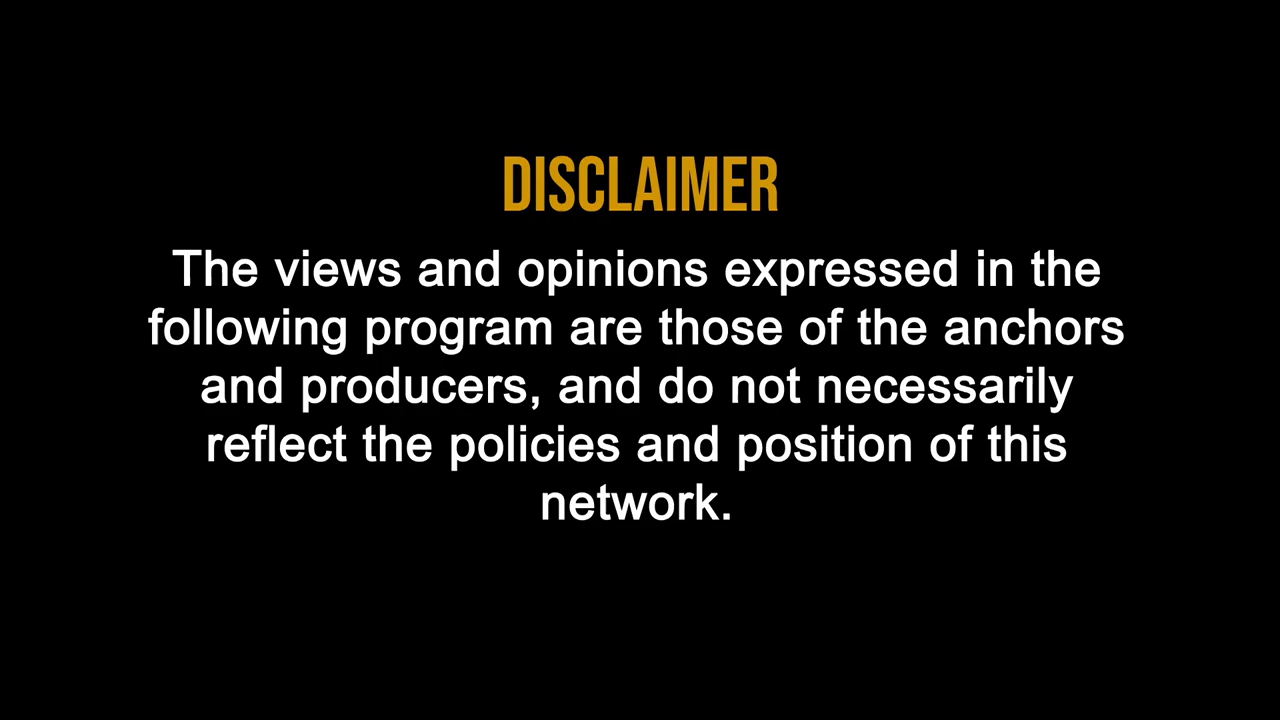 DISCLAIMER
The views and opinions expressed in the
following program are those of the anchors
and producers, and do not necessarily
reflect the policies and position of this
network.